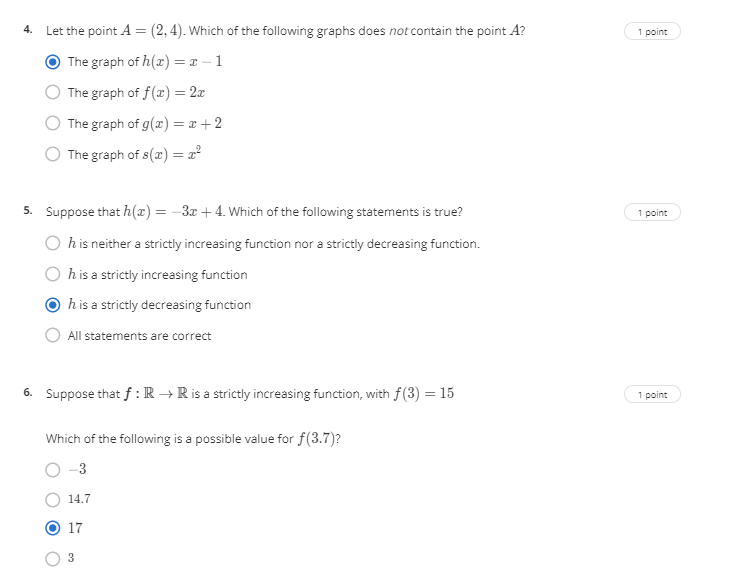 4. Let the point A = (2, 4). Which of the following graphs does not contain the point A? 1 point
The graph of h(x) = x − 1
The graph of f(x) = 2x
The graph of g(x) = x + 2
The graph of s(x) = x²
5. Suppose that h(x) = −3x + 4. Which of the following statements is true? 1 point
h is neither a strictly increasing function nor a strictly decreasing function.
h is a strictly increasing function
h is a strictly decreasing function
All statements are correct
6. Suppose that f : ℝ → ℝ is a strictly increasing function, with f(3) = 15 1 point
Which of the following is a possible value for f(3.7)?
−3
14.7
17
3